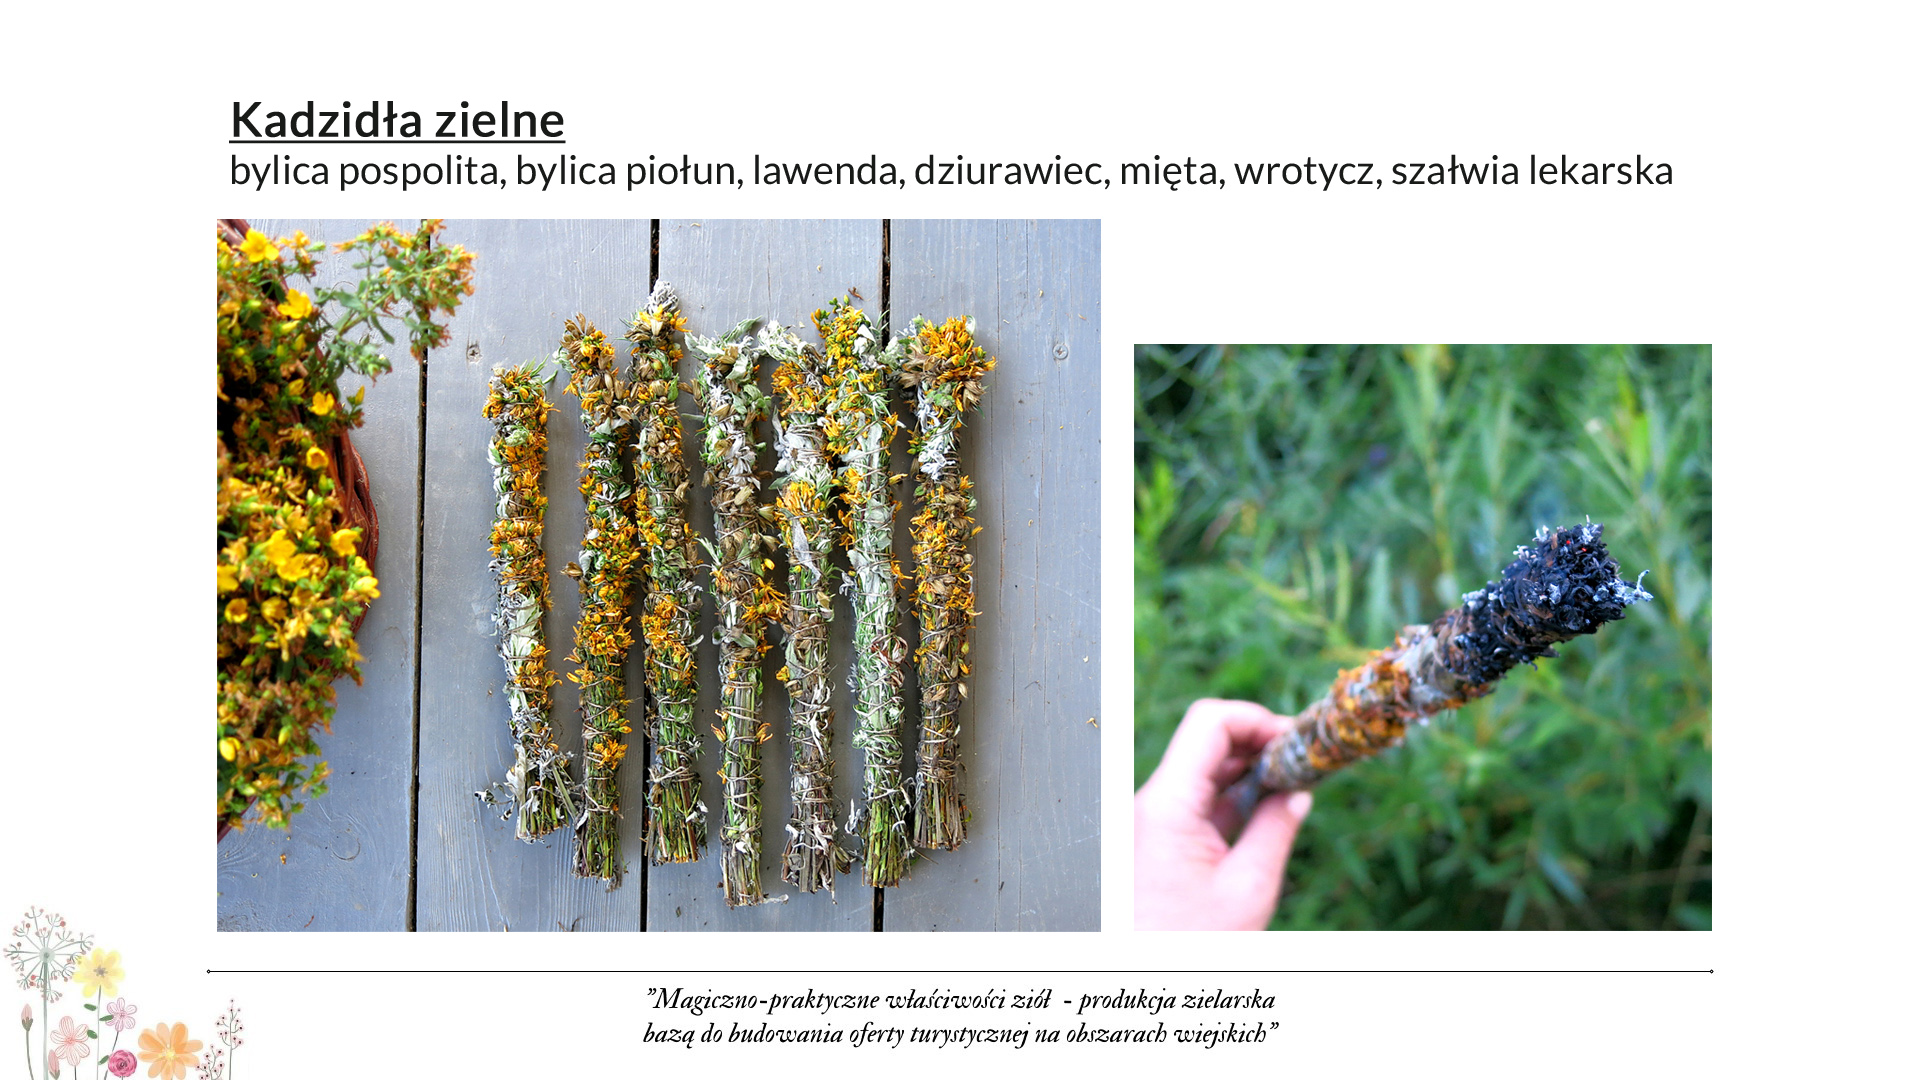 Kadzidła zielne
bylica pospolita, bylica piołun, lawenda, dziurawiec, mięta, wrotycz, szałwia lekarska
”Magiczno-praktyczne właściwości ziół - produkcja zielarska
bazą do budowania oferty turystycznej na obszarach wiejskich”